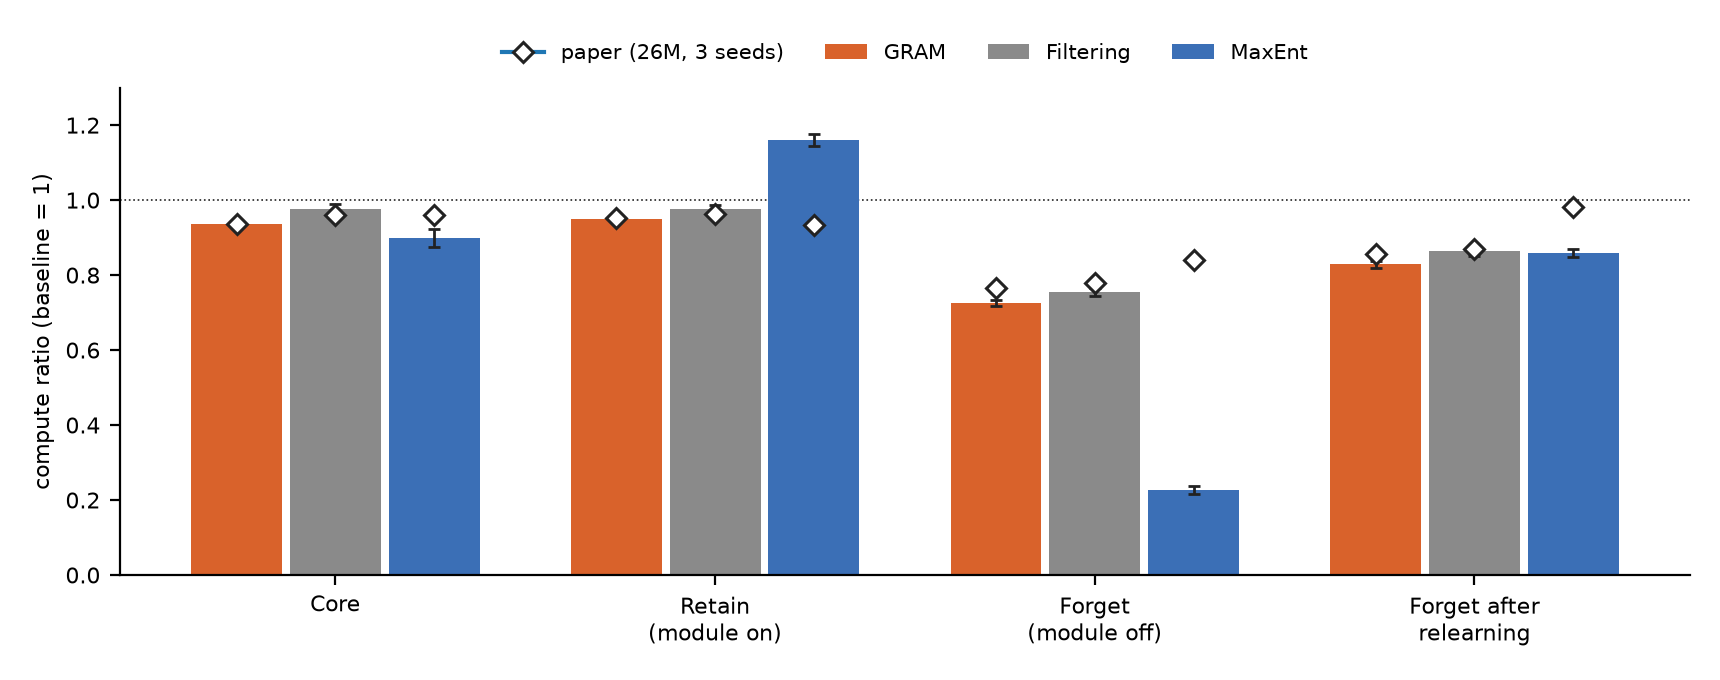 paper (26M, 3 seeds) GRAM Filtering MaxEnt
compute ratio (baseline = 1)
1.2
1.0
0.8
0.6
0.4
0.2
0.0
Core
Retain
(module on)
Forget
(module off)
Forget after
relearning